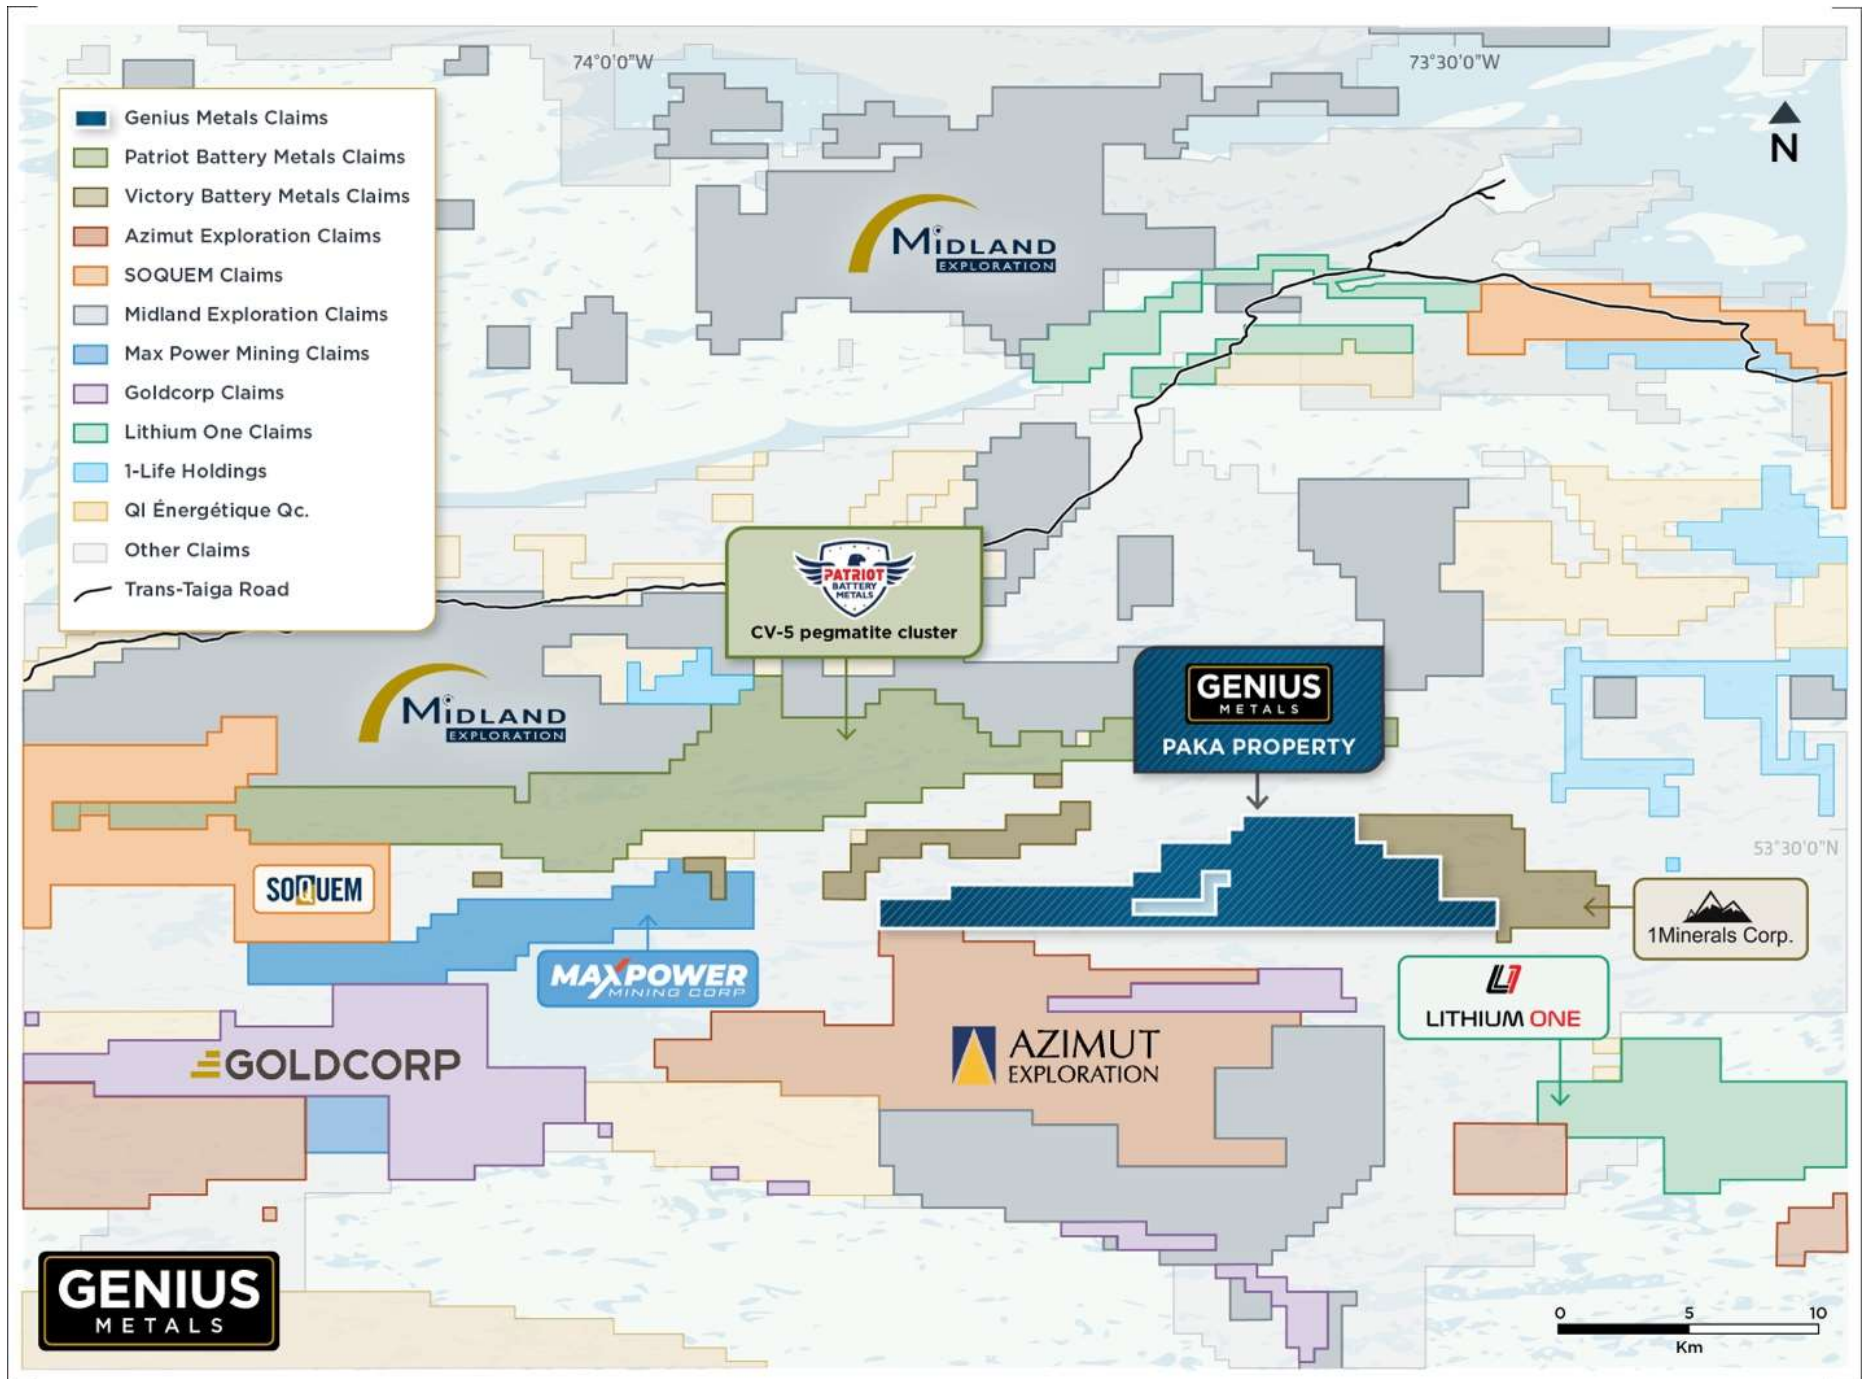 74°0'0"W
73°30'0"W
Genius Metals Claims
Patriot Battery Metals Claims
Victory Battery Metals Claims
Azimut Exploration Claims
SOQUEM Claims
Midland Exploration Claims
Max Power Mining Claims
Goldcorp Claims
Lithium One Claims
1-Life Holdings
QI Énergétique Qc.
Other Claims
Trans-Taiga Road
N
MIDLAND
EXPLORATION
PATRIOT
BATTERY
METALS
CV-5 pegmatite cluster
GENIUS
METALS
PAKA PROPERTY
MIDLAND
EXPLORATION
53°30'0"N
SOQUEM
1Minerals Corp.
MAXPOWER
MINING CORP
LITHIUM ONE
GOLDCORP
AZIMUT
EXPLORATION
GENIUS
METALS
0 5 10
Km